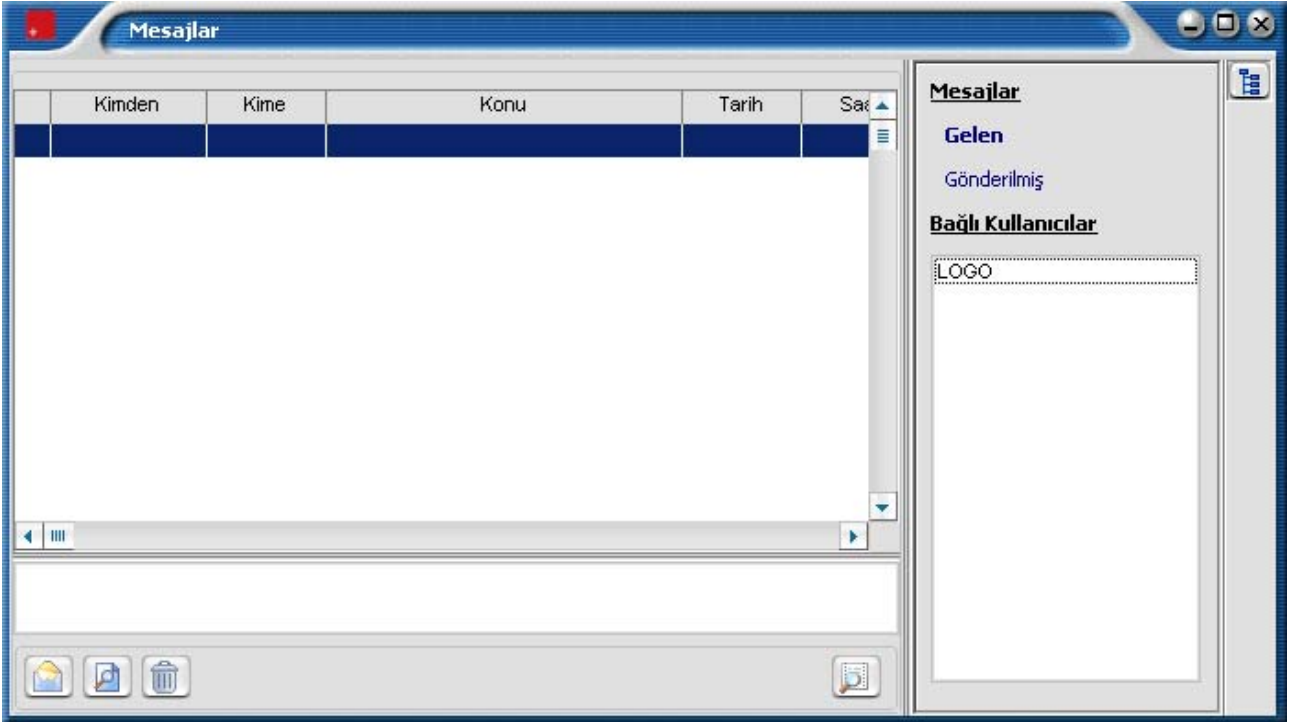 Mesajlar
Kimden Kime Konu Tarih
Mesajlar
Gelen
Gönderilmiş
Bağlı Kullanıcılar
LOGO